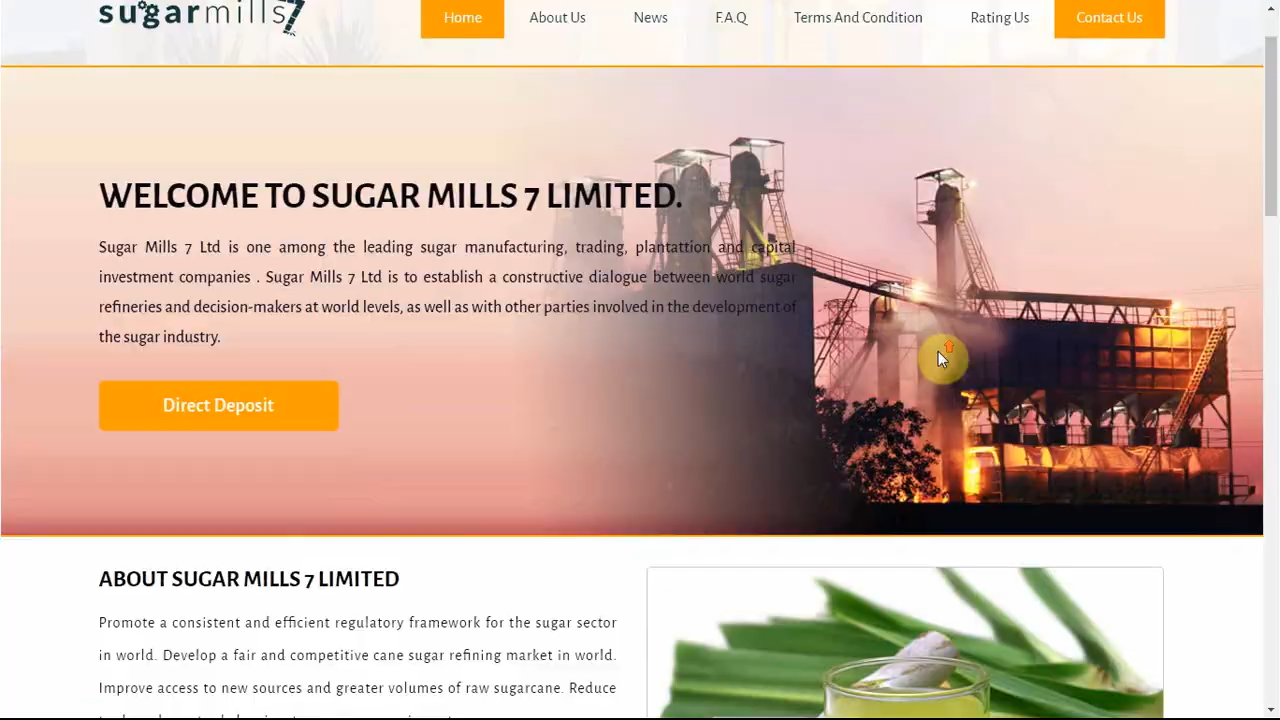 sugarmills7
Home
About Us
News
F.A.Q
Terms And Condition
Rating Us
Contact Us
WELCOME TO SUGAR MILLS 7 LIMITED.
Sugar Mills 7 Ltd is one among the leading sugar manufacturing, trading, plantattion and capital
investment companies . Sugar Mills 7 Ltd is to establish a constructive dialogue between world sugar
refineries and decision-makers at world levels, as well as with other parties involved in the development of
the sugar industry.
Direct Deposit
ABOUT SUGAR MILLS 7 LIMITED
Promote a consistent and efficient regulatory framework for the sugar sector
in world. Develop a fair and competitive cane sugar refining market in world.
Improve access to new sources and greater volumes of raw sugarcane. Reduce